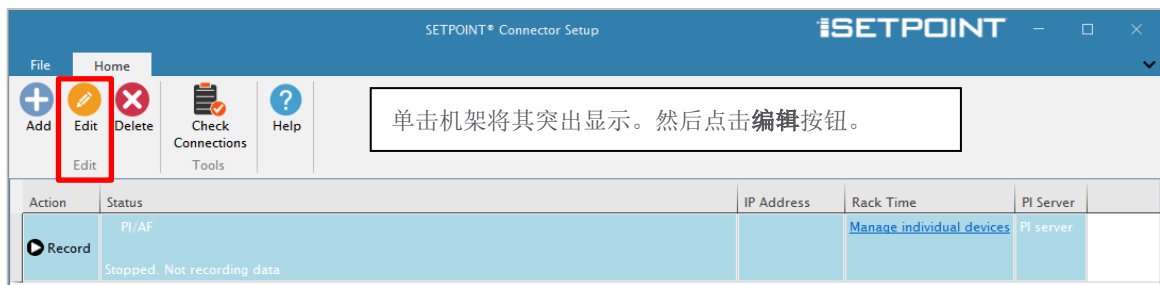 SETPOINT® Connector Setup
SETPOINT
File Home
Add Edit Delete Check Connections Help
Edit Tools
单击机架将其突出显示。然后点击编辑按钮。
Action Status IP Address Rack Time PI Server
PI/AF Manage individual devices PI server
Record
Stopped. Not recording data